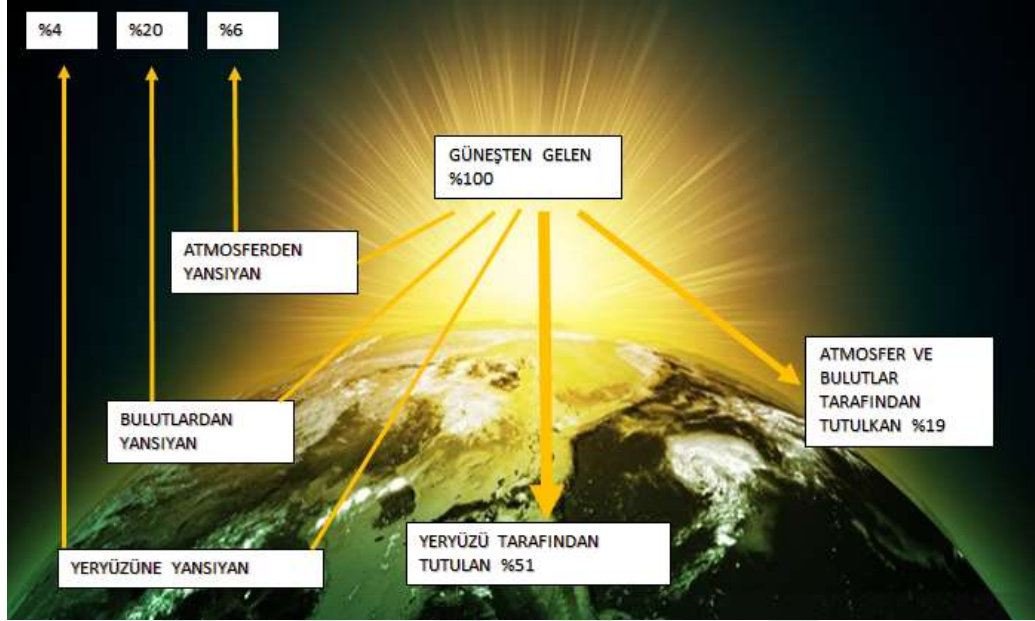 %4
%20
%6
GÜNEŞTEN GELEN
%100
ATMOSFERDEN
YANSIYAN
ATMOSFER VE
BULUTLAR
TARAFINDAN
TUTULKAN %19
BULUTLARDAN
YANSIYAN
YERYÜZÜ TARAFINDAN
TUTULAN %51
YERYÜZÜNE YANSIYAN